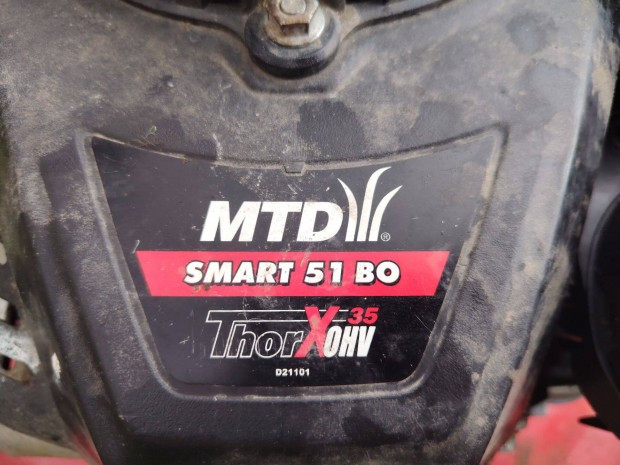 MTD®
SMART 51 BO
ThorX 35
OHV
D21101